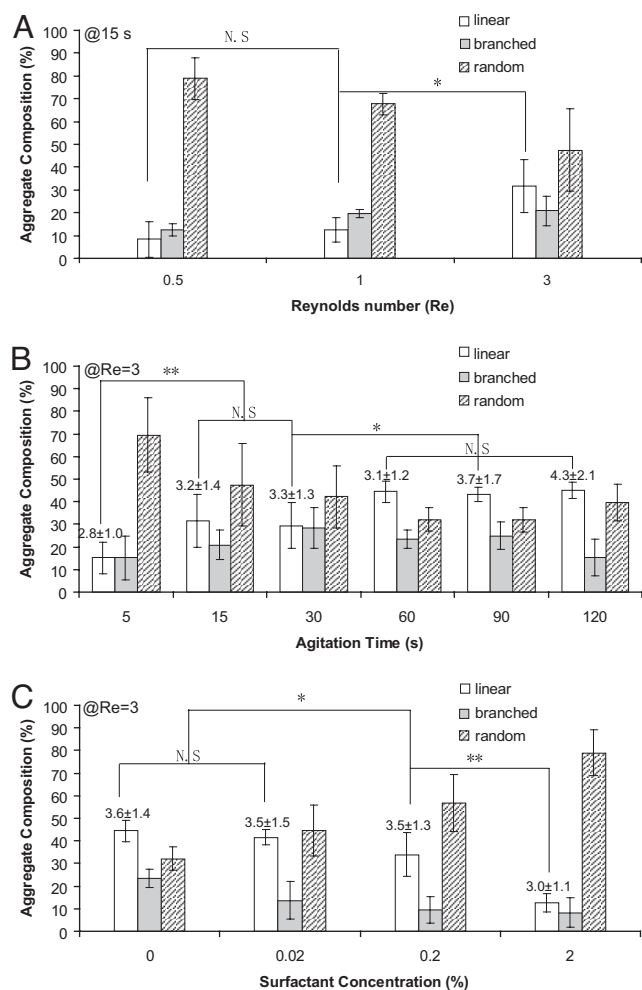 A
@15 s
N.S
*
linear
branched
random
Aggregate Composition (%)
100
90
80
70
60
50
40
30
20
10
0
0.5 1 3
Reynolds number (Re)
B
@Re=3
**
N.S
*
N.S
linear
branched
random
Aggregate Composition (%)
100
90
80
70
60
50
40
30
20
10
0
2.8±1.0 3.2±1.4 3.3±1.3 3.1±1.2 3.7±1.7 4.3±2.1
5 15 30 60 90 120
Agitation Time (s)
C
@Re=3
*
N.S
**
linear
branched
random
Aggregate Composition (%)
100
90
80
70
60
50
40
30
20
10
0
3.6±1.4 3.5±1.5 3.5±1.3 3.0±1.1
0 0.02 0.2 2
Surfactant Concentration (%)